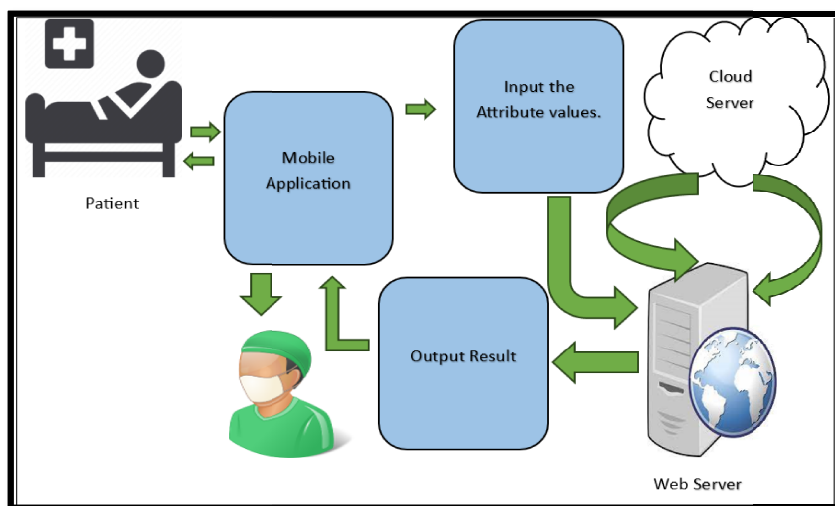 Patient
Mobile
Application
Input the
Attribute values.
Cloud
Server
Output Result
Web Server